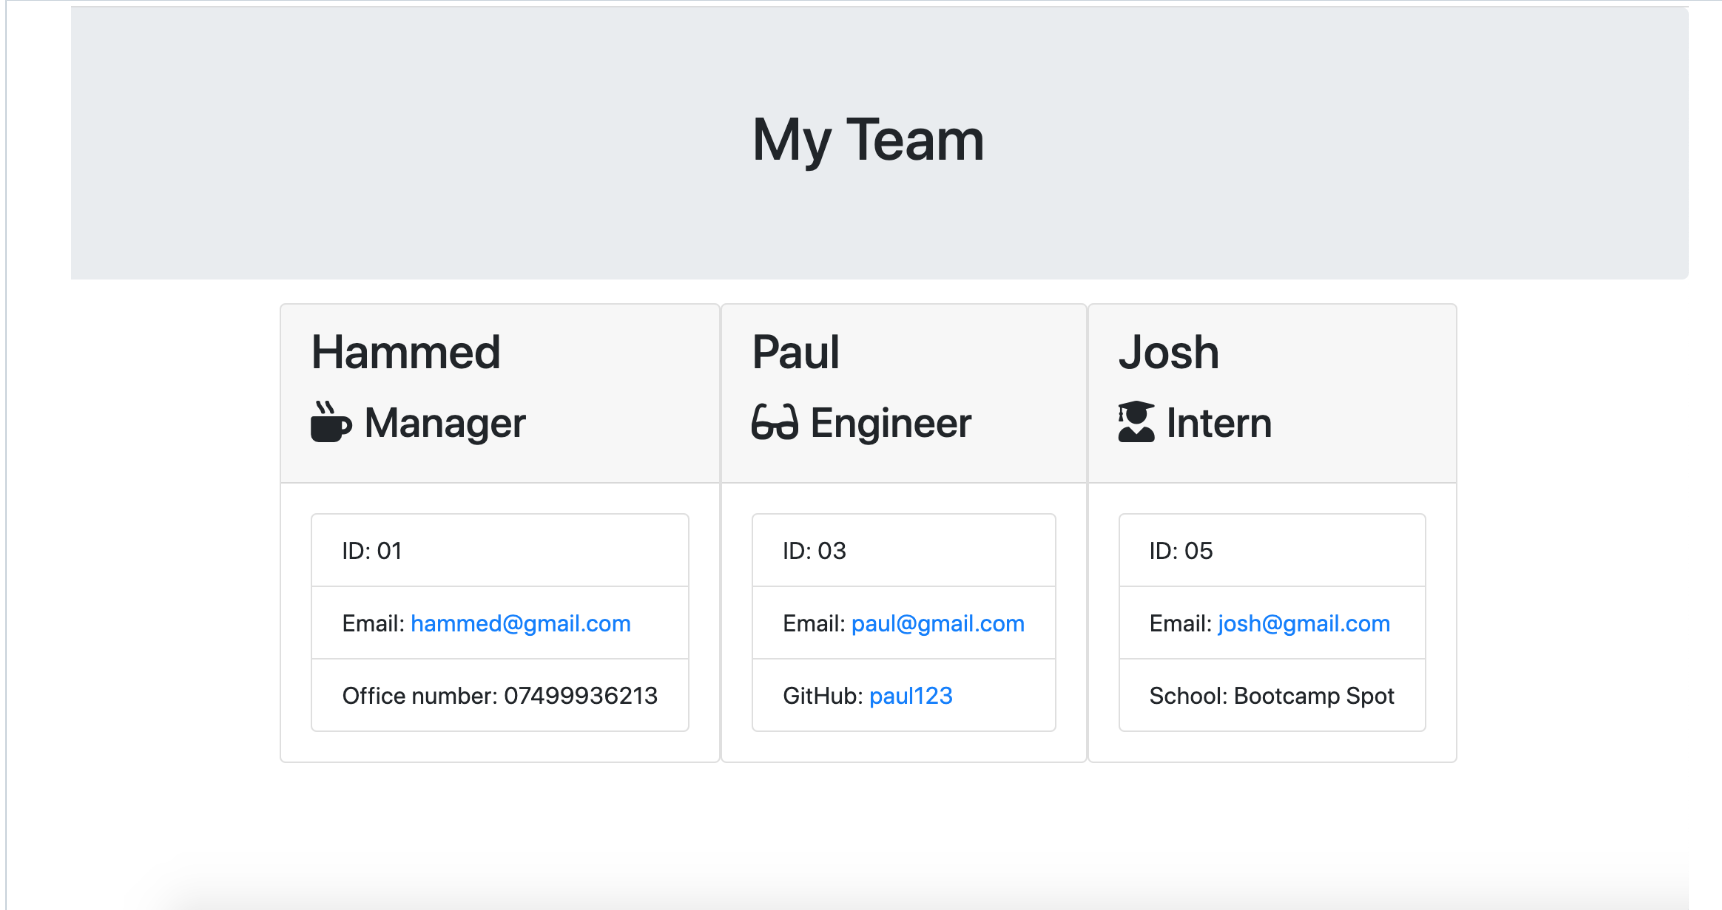 My Team
Hammed
Manager
ID: 01
Email: hammed@gmail.com
Office number: 07499936213
Paul
Engineer
ID: 03
Email: paul@gmail.com
GitHub: paul123
Josh
Intern
ID: 05
Email: josh@gmail.com
School: Bootcamp Spot